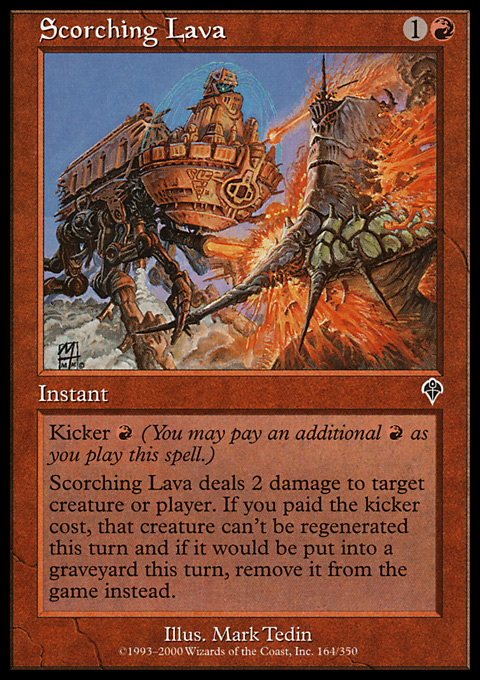 Scorching Lava 1
Instant
Kicker (You may pay an additional as
you play this spell.)
Scorching Lava deals 2 damage to target
creature or player. If you paid the kicker
cost, that creature can't be regenerated
this turn and if it would be put into a
graveyard this turn, remove it from the
game instead.
Illus. Mark Tedin
©1993–2000 Wizards of the Coast, Inc. 164/350